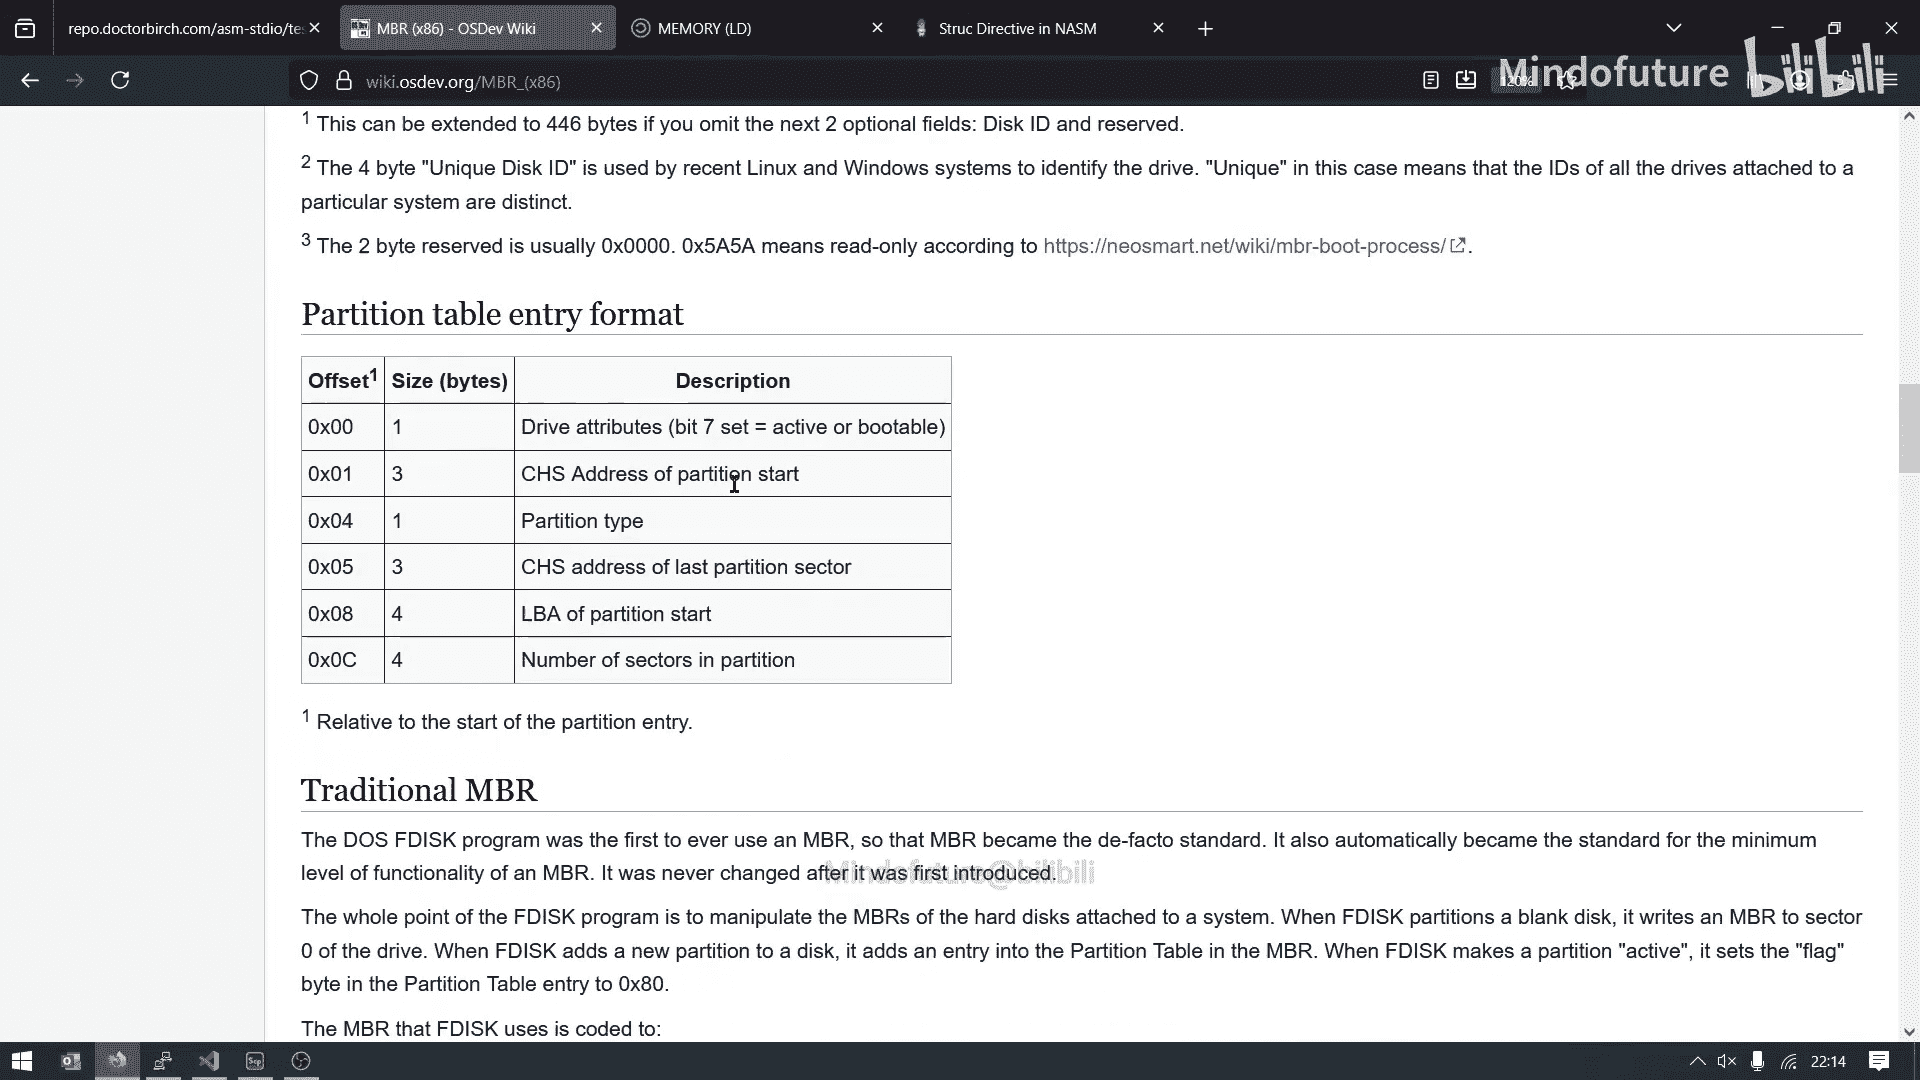 repo.doctorbirch.com/asm-stdio/te
MBR (x86) - OSDev Wiki
MEMORY (LD)
Struc Directive in NASM
wiki.osdev.org/MBR_(x86)
120%
Mindofuture bilibili
1 This can be extended to 446 bytes if you omit the next 2 optional fields: Disk ID and reserved.
2 The 4 byte "Unique Disk ID" is used by recent Linux and Windows systems to identify the drive. "Unique" in this case means that the IDs of all the drives attached to a
particular system are distinct.
3 The 2 byte reserved is usually 0x0000. 0x5A5A means read-only according to https://neosmart.net/wiki/mbr-boot-process/ .
Partition table entry format
Offset1 Size (bytes) Description
0x00 1 Drive attributes (bit 7 set = active or bootable)
0x01 3 CHS Address of partition start
0x04 1 Partition type
0x05 3 CHS address of last partition sector
0x08 4 LBA of partition start
0x0C 4 Number of sectors in partition
1 Relative to the start of the partition entry.
Traditional MBR
The DOS FDISK program was the first to ever use an MBR, so that MBR became the de-facto standard. It also automatically became the standard for the minimum
level of functionality of an MBR. It was never changed after it was first introduced.
Mindofuture@bilibili
The whole point of the FDISK program is to manipulate the MBRs of the hard disks attached to a system. When FDISK partitions a blank disk, it writes an MBR to sector
0 of the drive. When FDISK adds a new partition to a disk, it adds an entry into the Partition Table in the MBR. When FDISK makes a partition "active", it sets the "flag"
byte in the Partition Table entry to 0x80.
The MBR that FDISK uses is coded to:
22:14